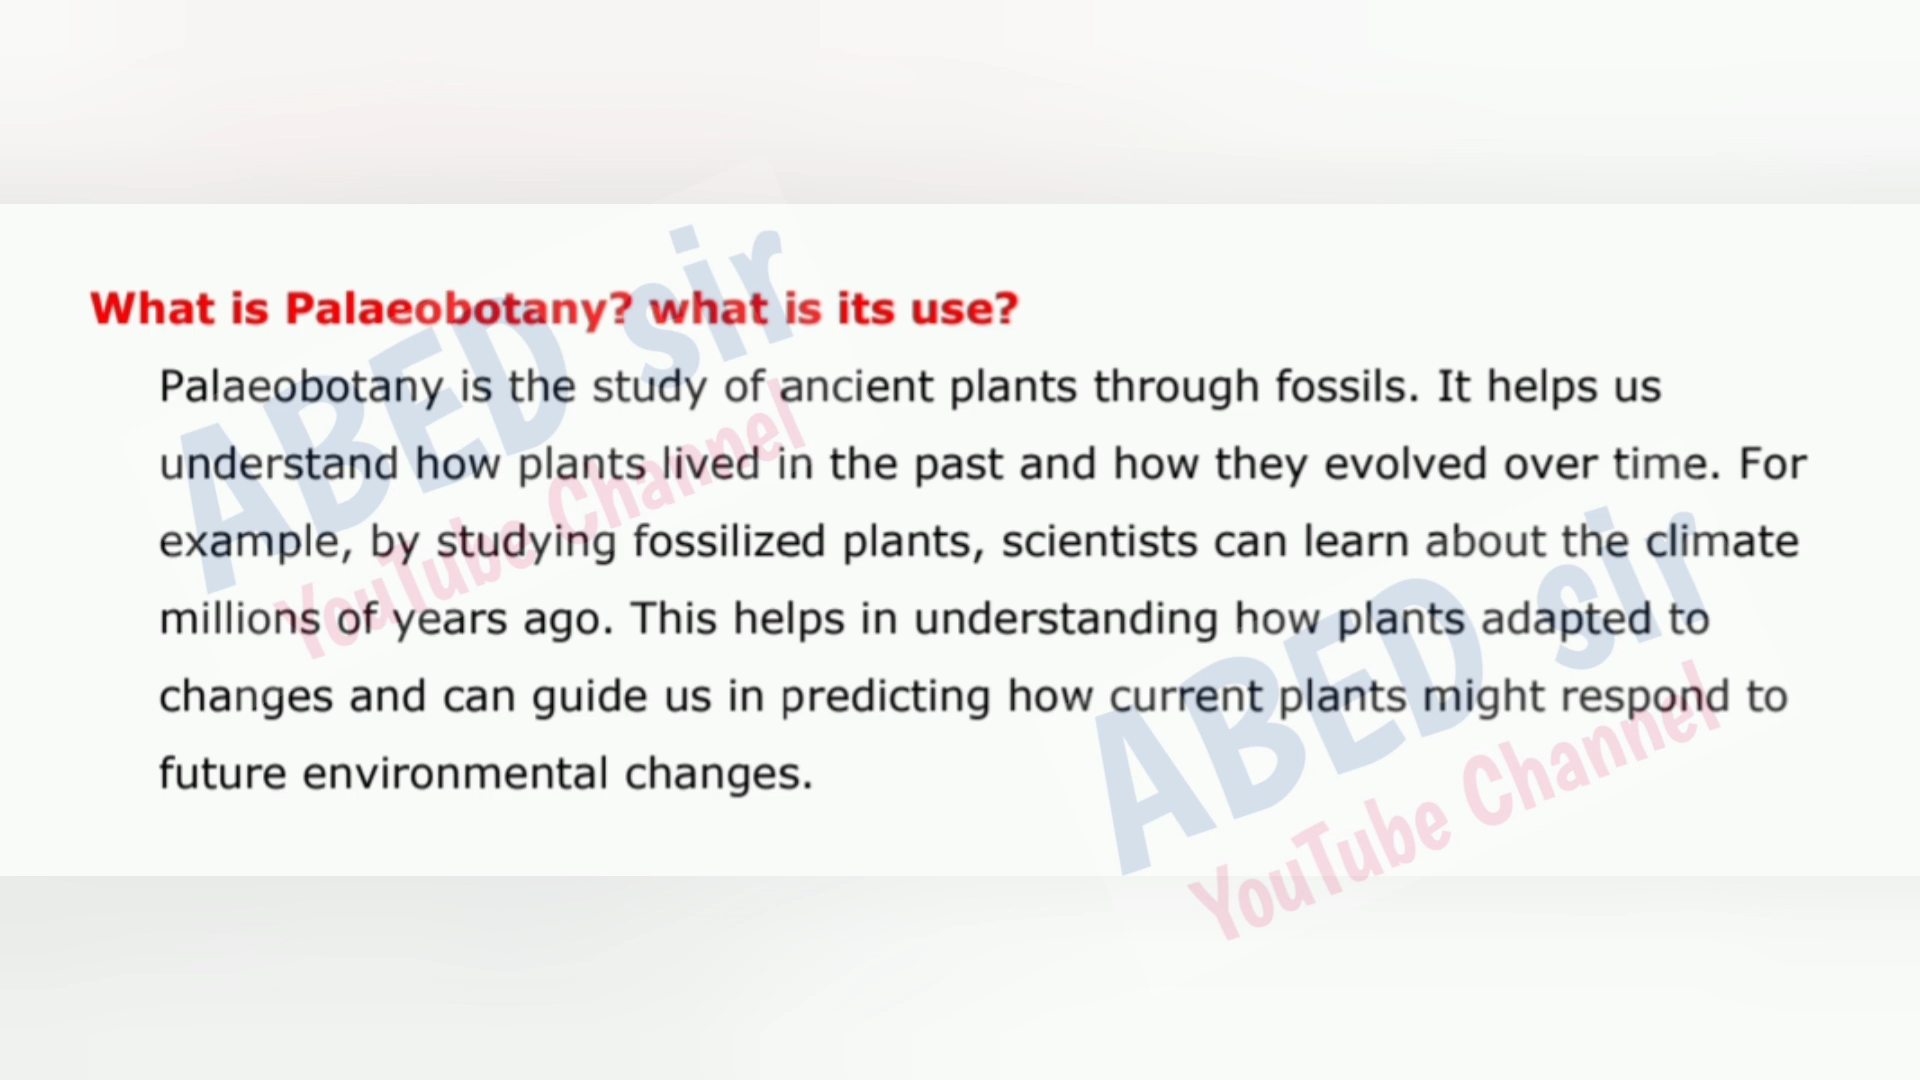 What is Palaeobotany? what is its use?
Palaeobotany is the study of ancient plants through fossils. It helps us
understand how plants lived in the past and how they evolved over time. For
example, by studying fossilized plants, scientists can learn about the climate
millions of years ago. This helps in understanding how plants adapted to
changes and can guide us in predicting how current plants might respond to
future environmental changes.
ABED sir
YouTube Channel
ABED sir
YouTube Channel